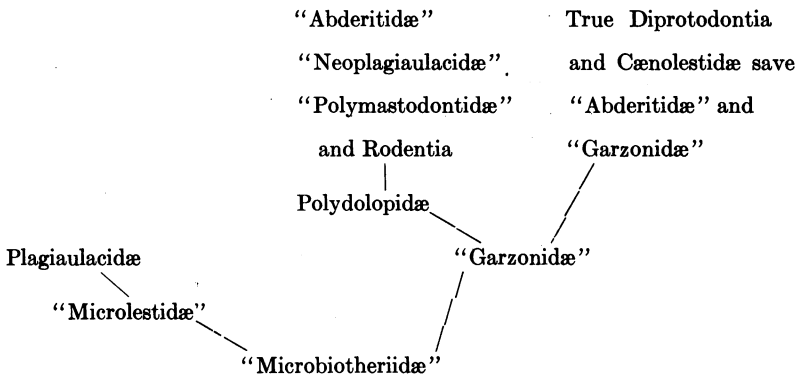 “Abderitidæ” True Diprotodontia
“Neoplagiaulacidæ” and Cænolestidæ save
“Polymastodontidæ” “Abderitidæ” and
and Rodentia “Garzonidæ”
Polydolopidæ
Plagiaulacidæ “Garzonidæ”
“Microlestidæ”
“Microbiotheriidæ”